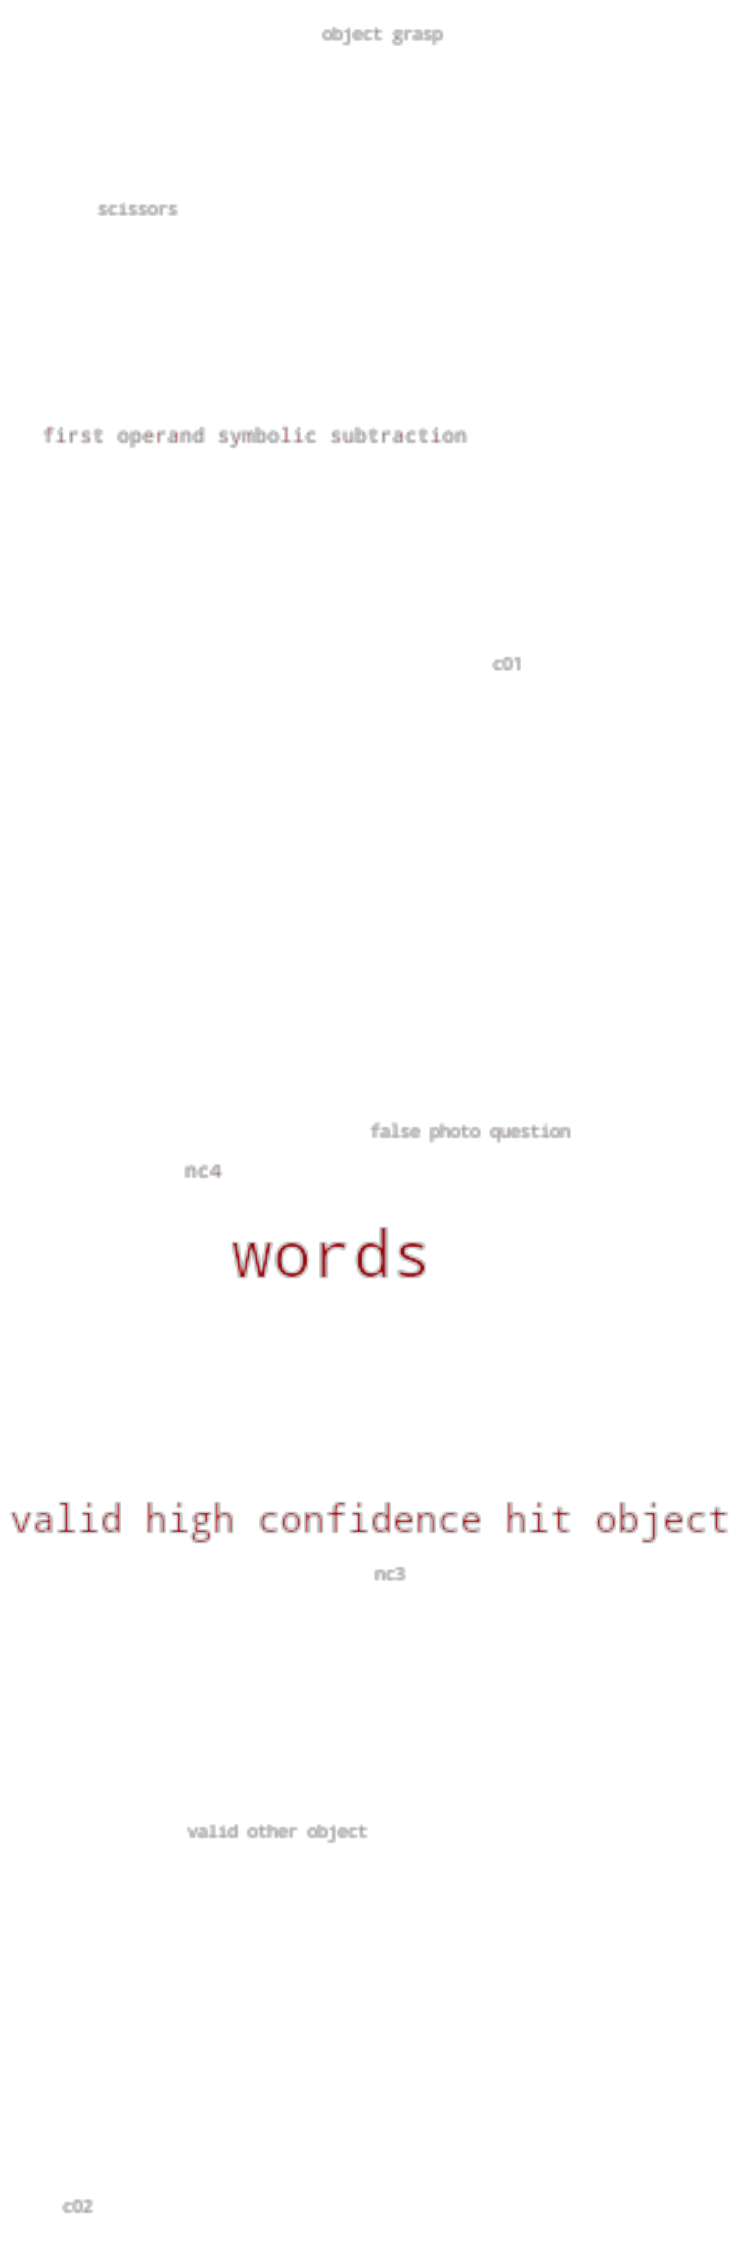 object grasp
scissors
first operand symbolic subtraction
c01
false photo question
nc4
words
valid high confidence hit object
nc3
valid other object
c02